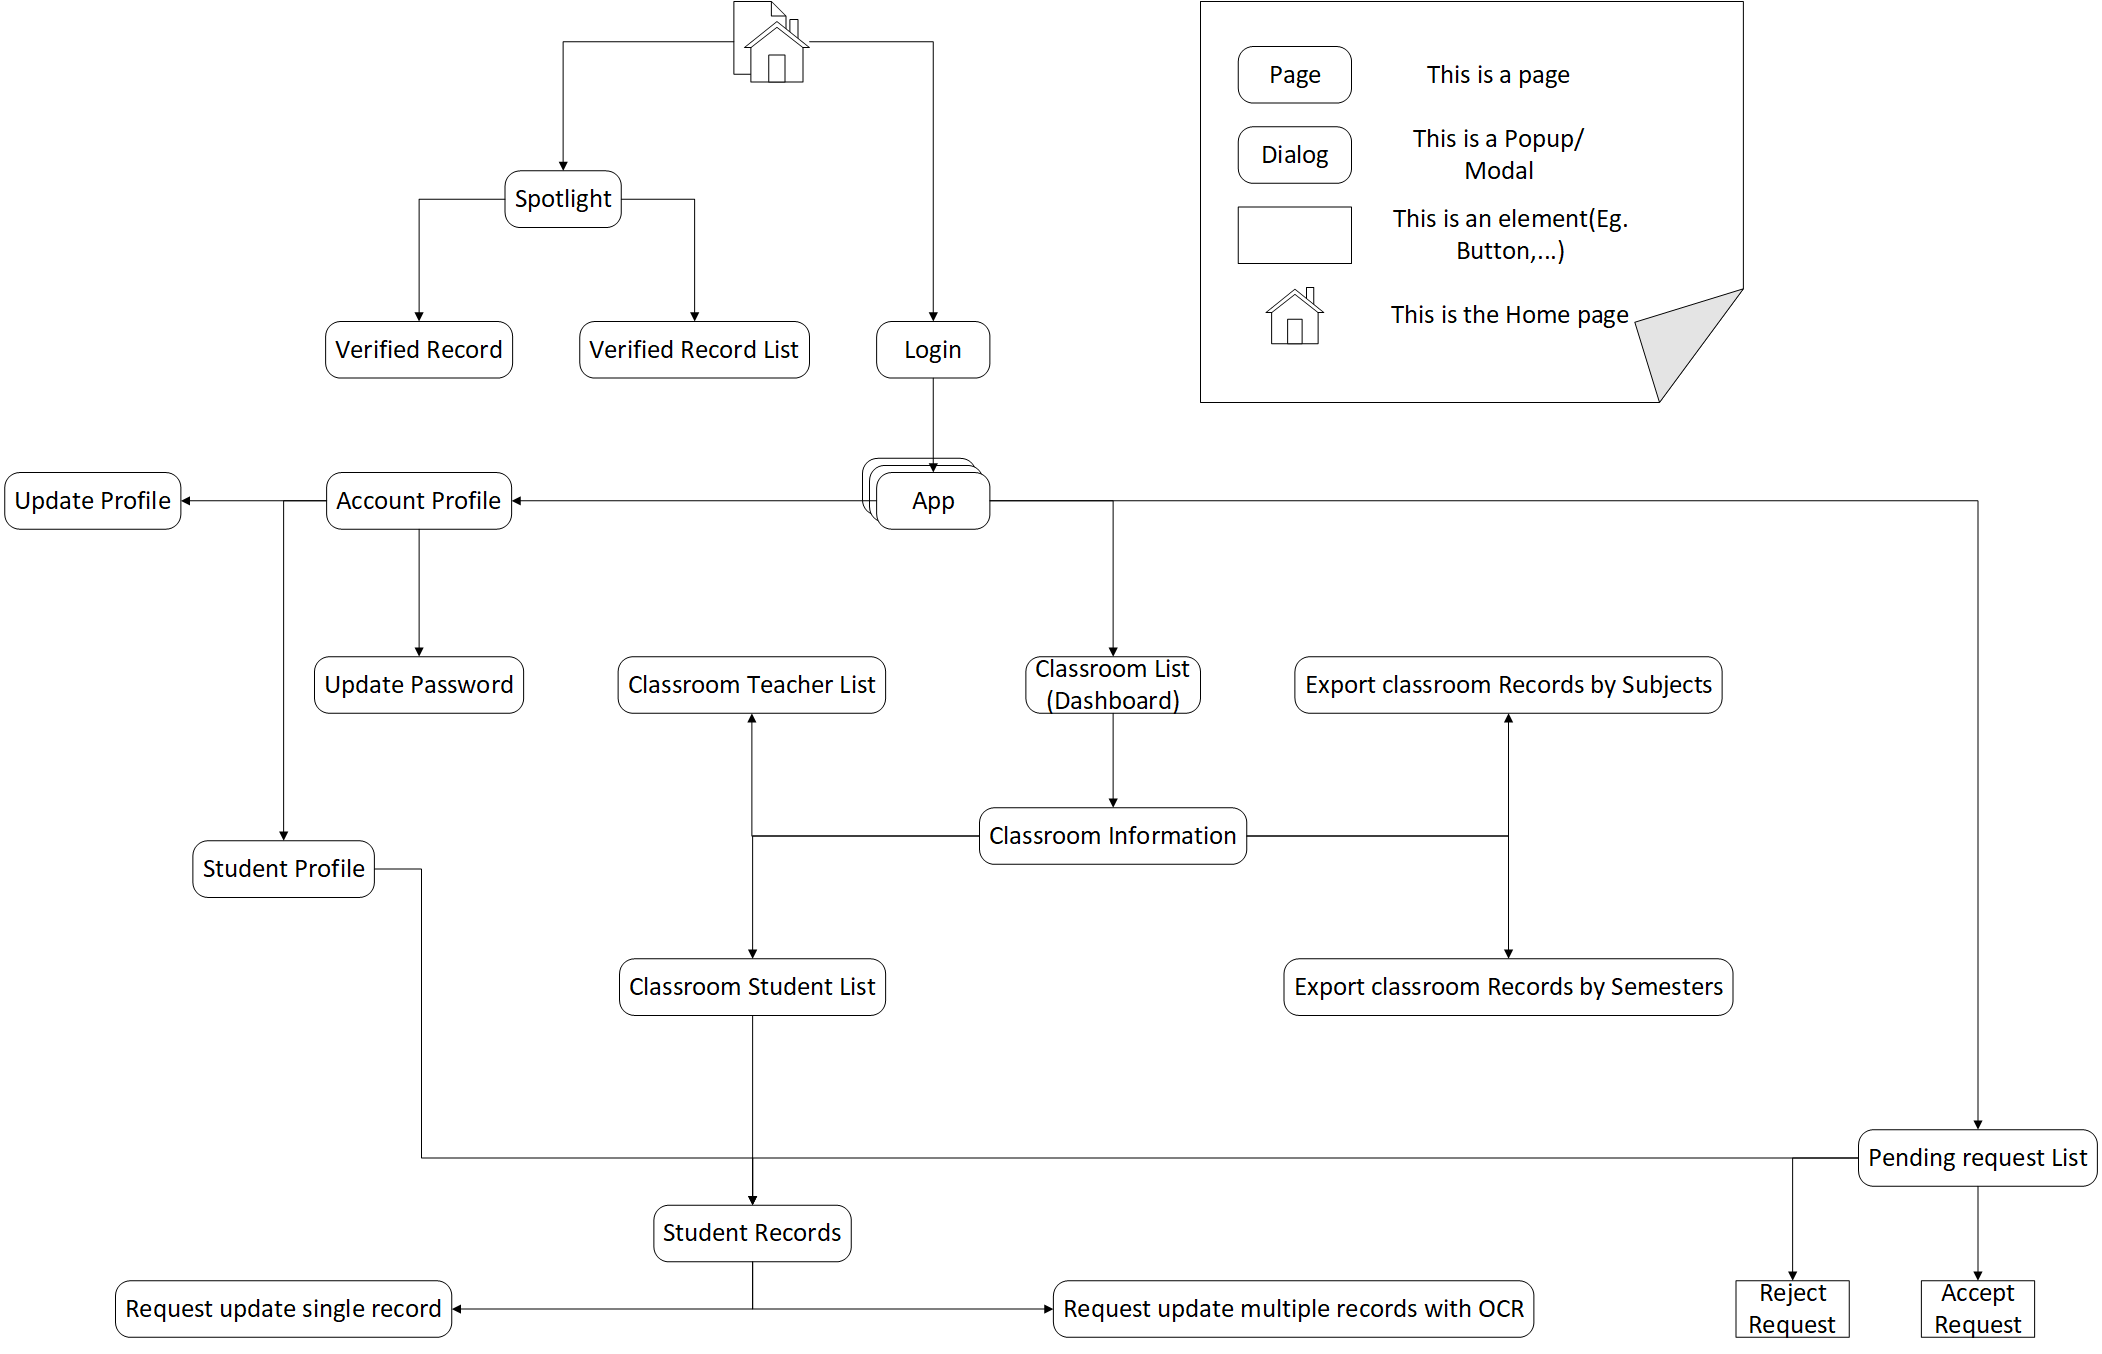 Page
This is a page
Dialog
This is a Popup/
Modal
This is an element(Eg.
Button,...)
This is the Home page
Spotlight
Verified Record
Verified Record List
Login
Update Profile
Account Profile
App
Update Password
Classroom Teacher List
Classroom List
(Dashboard)
Export classroom Records by Subjects
Classroom Information
Student Profile
Classroom Student List
Export classroom Records by Semesters
Pending request List
Student Records
Request update single record
Request update multiple records with OCR
Reject
Request
Accept
Request